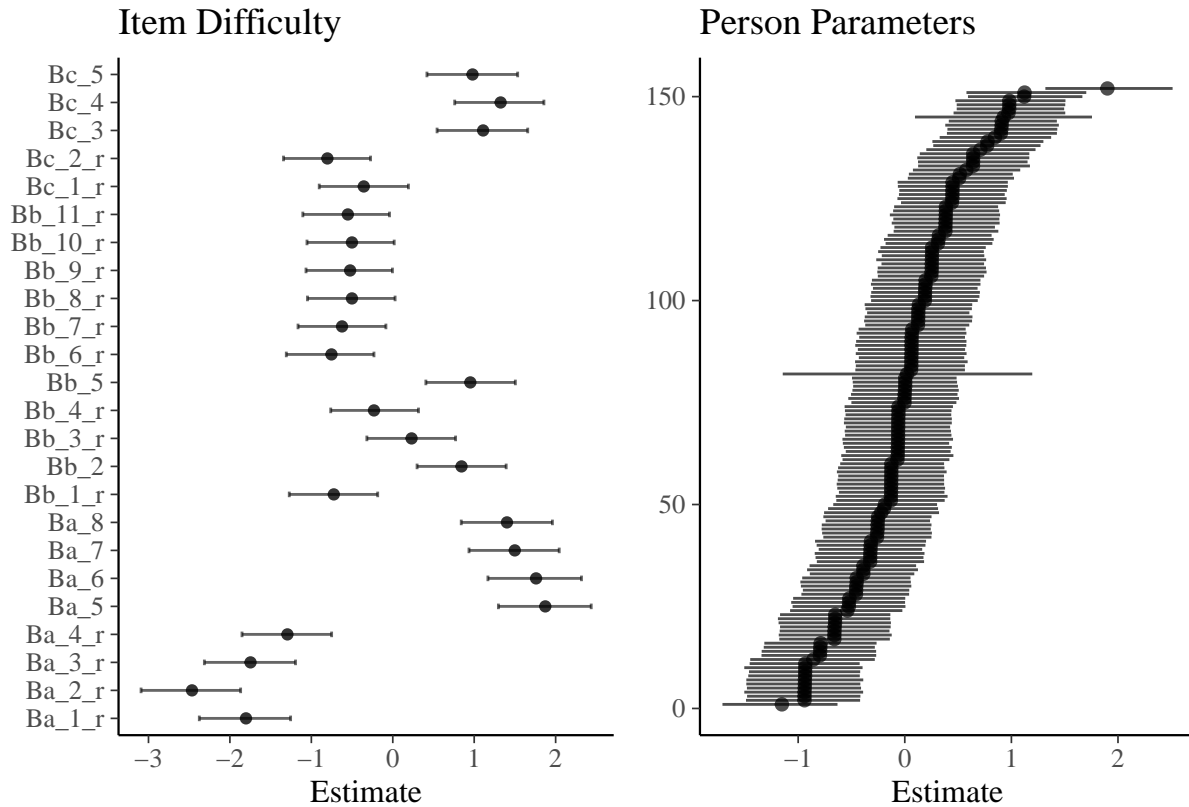 Item Difficulty
Bc_5
Bc_4
Bc_3
Bc_2_r
Bc_1_r
Bb_11_r
Bb_10_r
Bb_9_r
Bb_8_r
Bb_7_r
Bb_6_r
Bb_5
Bb_4_r
Bb_3_r
Bb_2
Bb_1_r
Ba_8
Ba_7
Ba_6
Ba_5
Ba_4_r
Ba_3_r
Ba_2_r
Ba_1_r
−3 −2 −1 0 1 2
Estimate
Person Parameters
150
100
50
0
−1 0 1 2
Estimate